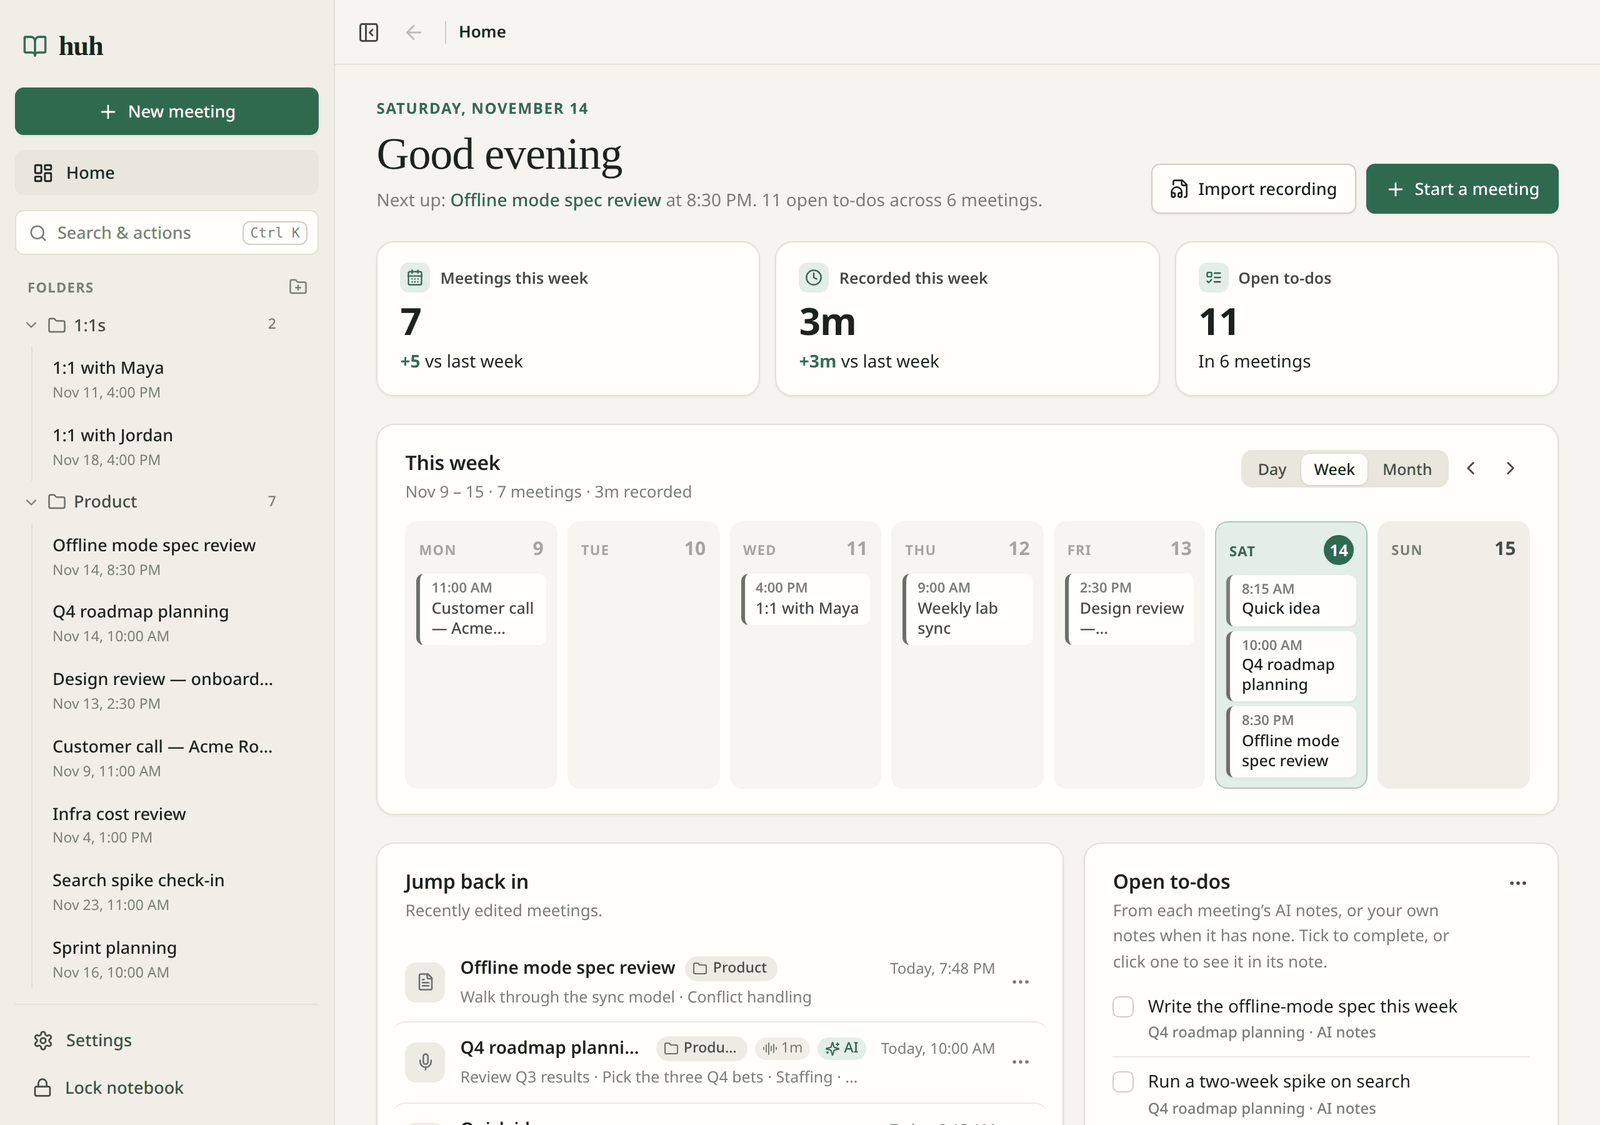 huh
New meeting
Home
Search & actions
Ctrl K
FOLDERS
1:1s
2
1:1 with Maya
Nov 11, 4:00 PM
1:1 with Jordan
Nov 18, 4:00 PM
Product
7
Offline mode spec review
Nov 14, 8:30 PM
Q4 roadmap planning
Nov 14, 10:00 AM
Design review — onboard...
Nov 13, 2:30 PM
Customer call — Acme Ro...
Nov 9, 11:00 AM
Infra cost review
Nov 4, 1:00 PM
Search spike check-in
Nov 23, 11:00 AM
Sprint planning
Nov 16, 10:00 AM
Settings
Lock notebook
Home
SATURDAY, NOVEMBER 14
Good evening
Next up: Offline mode spec review at 8:30 PM. 11 open to-dos across 6 meetings.
Import recording
Start a meeting
Meetings this week
7
+5 vs last week
Recorded this week
3m
+3m vs last week
Open to-dos
11
In 6 meetings
This week
Nov 9 – 15 · 7 meetings · 3m recorded
Day
Week
Month
MON 9
11:00 AM
Customer call
— Acme...
TUE 10
WED 11
4:00 PM
1:1 with Maya
THU 12
9:00 AM
Weekly lab
sync
FRI 13
2:30 PM
Design review
—...
SAT 14
8:15 AM
Quick idea
10:00 AM
Q4 roadmap
planning
8:30 PM
Offline mode
spec review
SUN 15
Jump back in
Recently edited meetings.
Offline mode spec review
Product
Today, 7:48 PM
Walk through the sync model · Conflict handling
Q4 roadmap planni...
Produ...
1m
AI
Today, 10:00 AM
Review Q3 results · Pick the three Q4 bets · Staffing · ...
Open to-dos
From each meeting's AI notes, or your own
notes when it has none. Tick to complete, or
click one to see it in its note.
Write the offline-mode spec this week
Q4 roadmap planning · AI notes
Run a two-week spike on search
Q4 roadmap planning · AI notes